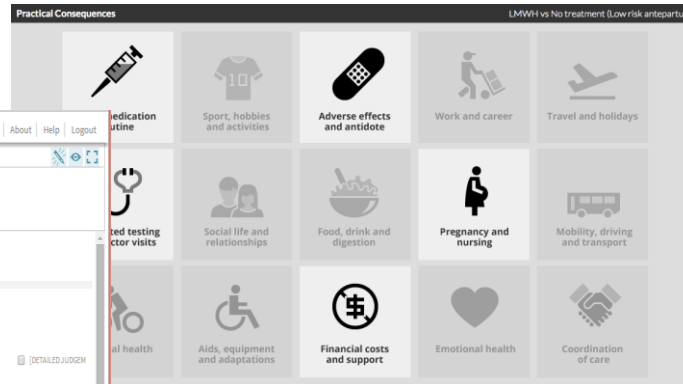 Practical Consequences
LMWH vs No treatment (Low risk antepartu
edication
utine
Sport, hobbies
and activities
Adverse effects
and antidote
Work and career
Travel and holidays
About Help Logout
ted testing
ctor visits
Social life and
relationships
Food, drink and
digestion
Pregnancy and
nursing
Mobility, driving
and transport
al health
Aids, equipment
and adaptations
Financial costs
and support
Emotional health
Coordination
of care
[DETAILED JUDGEM
10